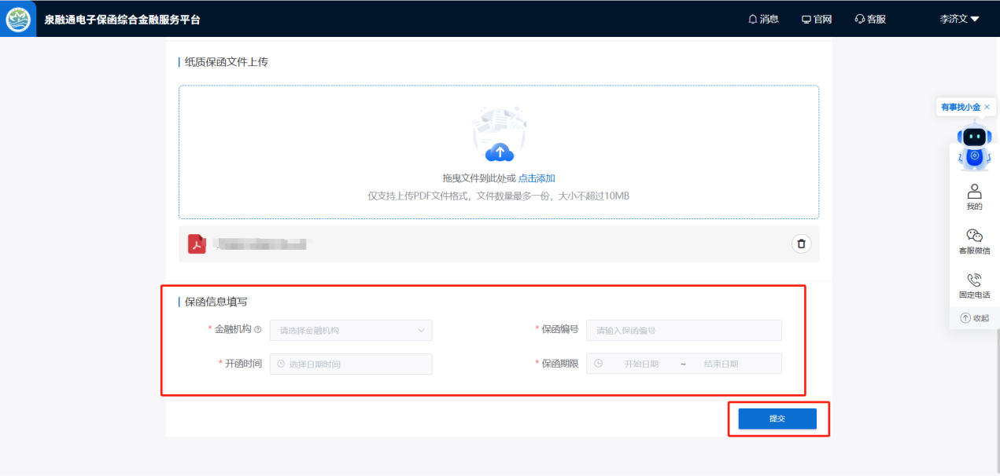 泉融通电子保函综合金融服务平台 消息 官网 客服 李济文
纸质保函文件上传
拖曳文件到此处或 点击添加
仅支持上传PDF文件格式，文件数量最多一份，大小不超过10MB
保函信息填写
* 金融机构 请选择金融机构 * 保函编号 请输入保函编号
* 开函时间 选择日期时间 * 保函期限 开始日期 ~ 结束日期
提交
有事找小金 ×
我的
客服微信
固定电话
收起